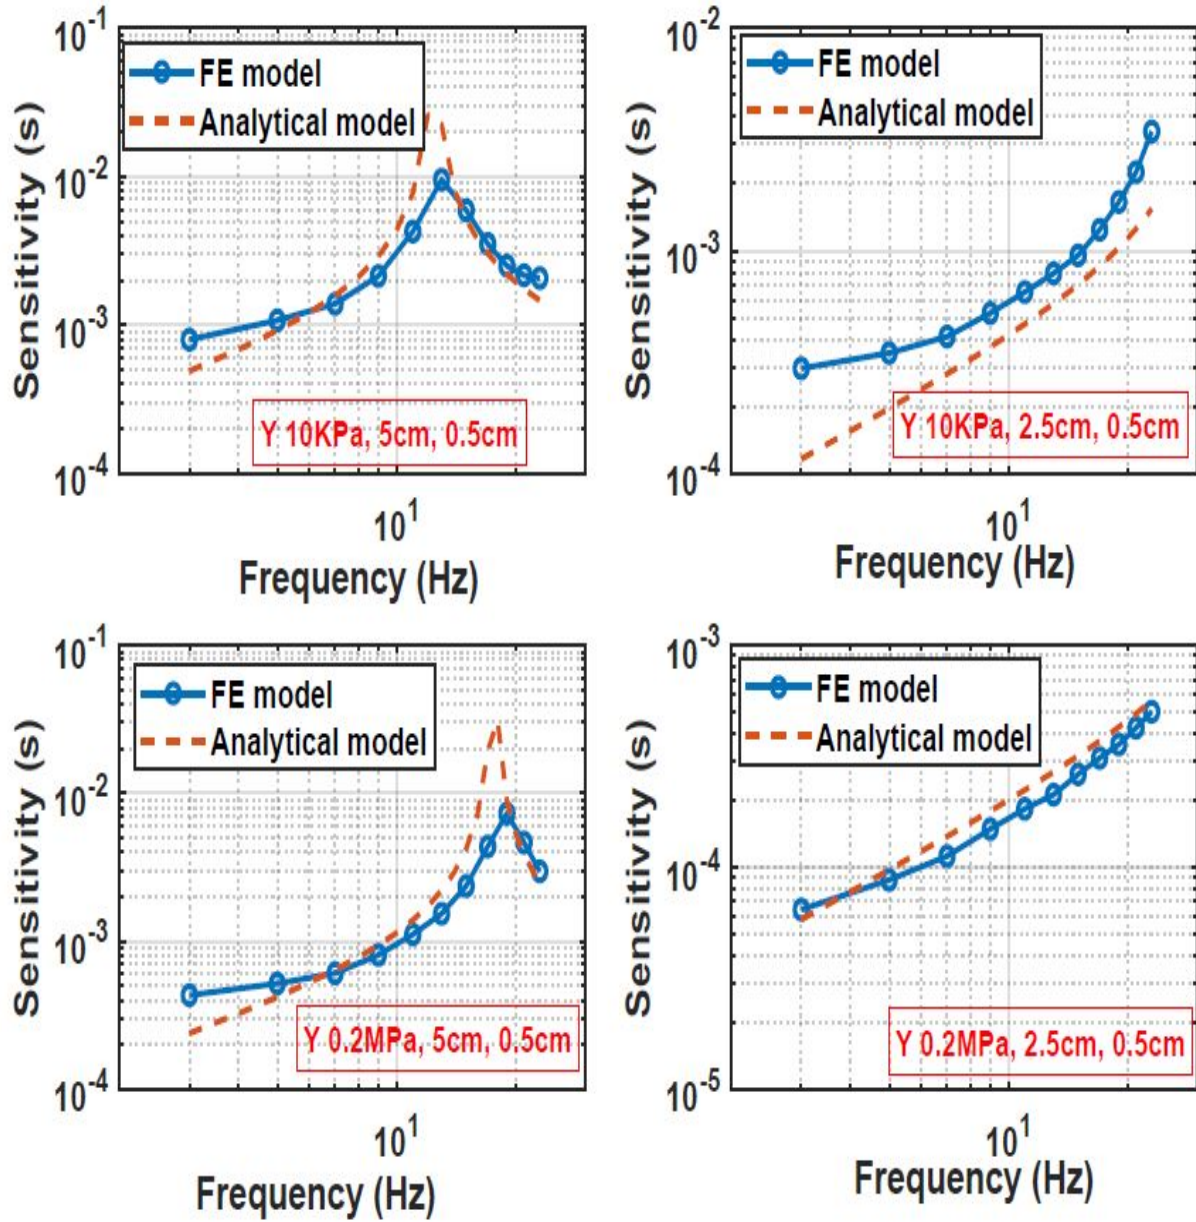 Sensitivity (s)
10^-1
10^-2
10^-3
10^-4
FE model
Analytical model
Y 10KPa, 5cm, 0.5cm
10^1
Frequency (Hz)
Sensitivity (s)
10^-2
10^-3
10^-4
FE model
Analytical model
Y 10KPa, 2.5cm, 0.5cm
10^1
Frequency (Hz)
Sensitivity (s)
10^-1
10^-2
10^-3
10^-4
FE model
Analytical model
Y 0.2MPa, 5cm, 0.5cm
10^1
Frequency (Hz)
Sensitivity (s)
10^-3
10^-4
10^-5
FE model
Analytical model
Y 0.2MPa, 2.5cm, 0.5cm
10^1
Frequency (Hz)